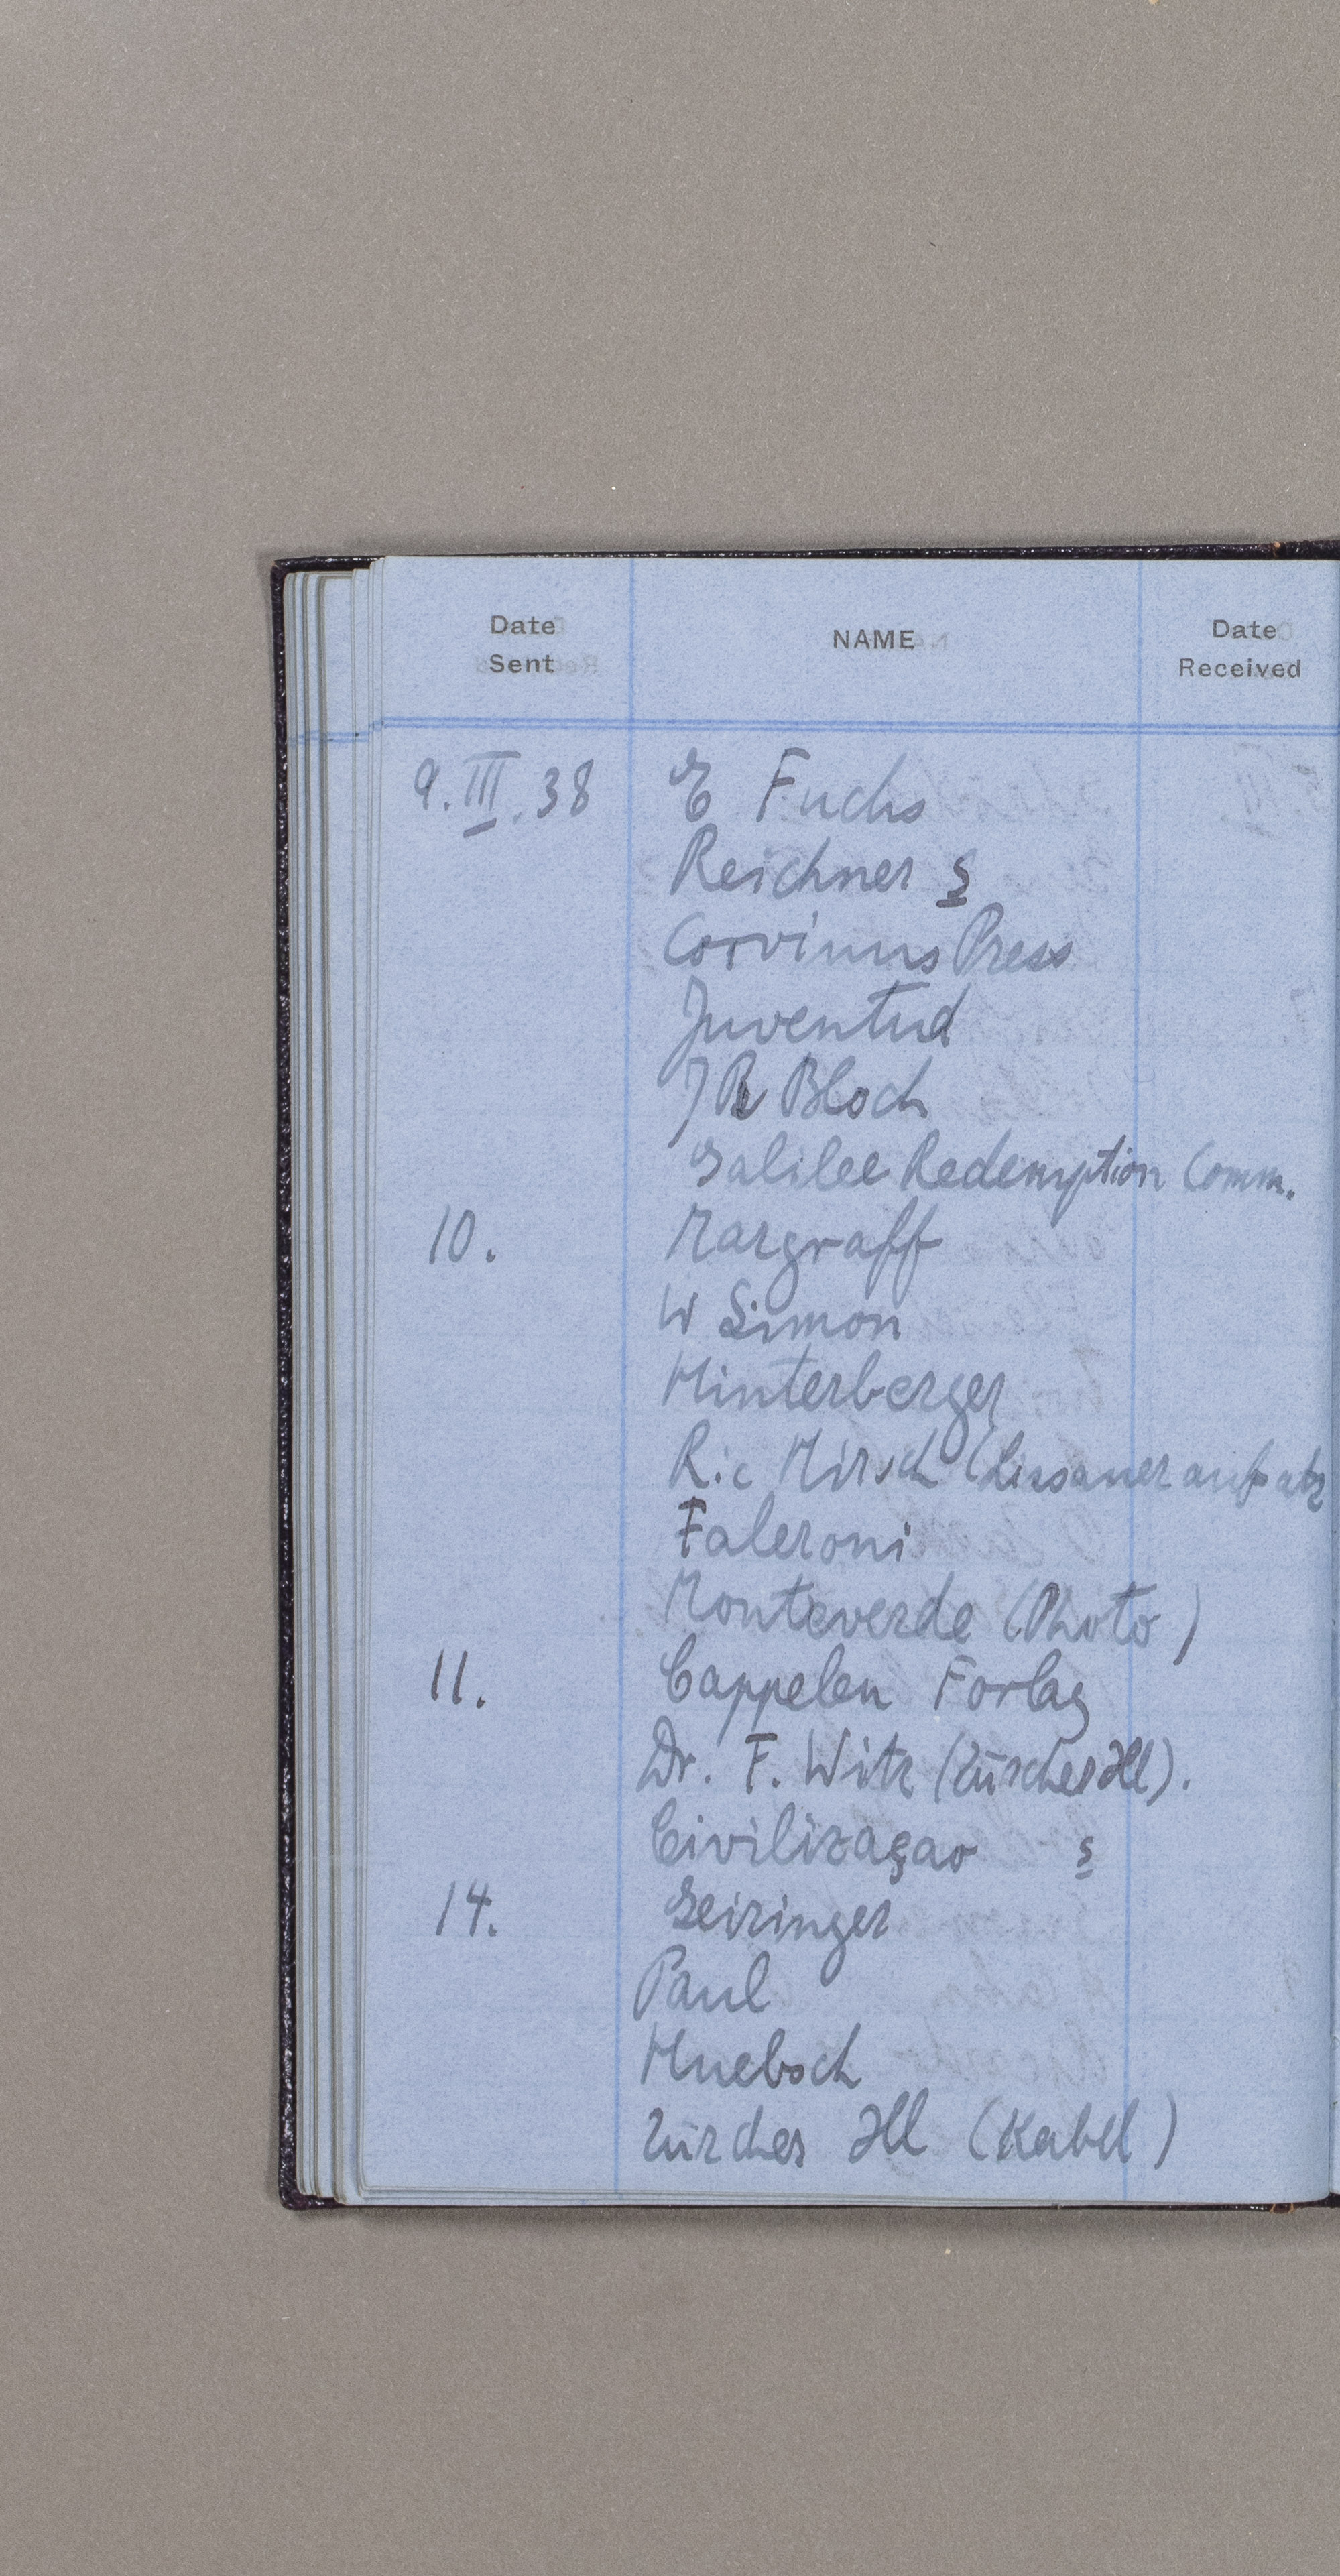 Date Sent NAME Date Received
9.III.38 E Fuchs
Reichner s
Corvinus Press
Juventud
J R Bloch
Galilee Redemption Comm.
10. Margraff
W Simon
Hinterberger
Ric Hirsch (Lissaueraufsatz
Faleroni
Monteverde (Photo)
11. Cappelen Forlag
Dr. F. Witz (Zürcher Ill).
Civilizaçao s
14. Geiringer
Paul
Huebsch
Zürcher Ill (Kabel)